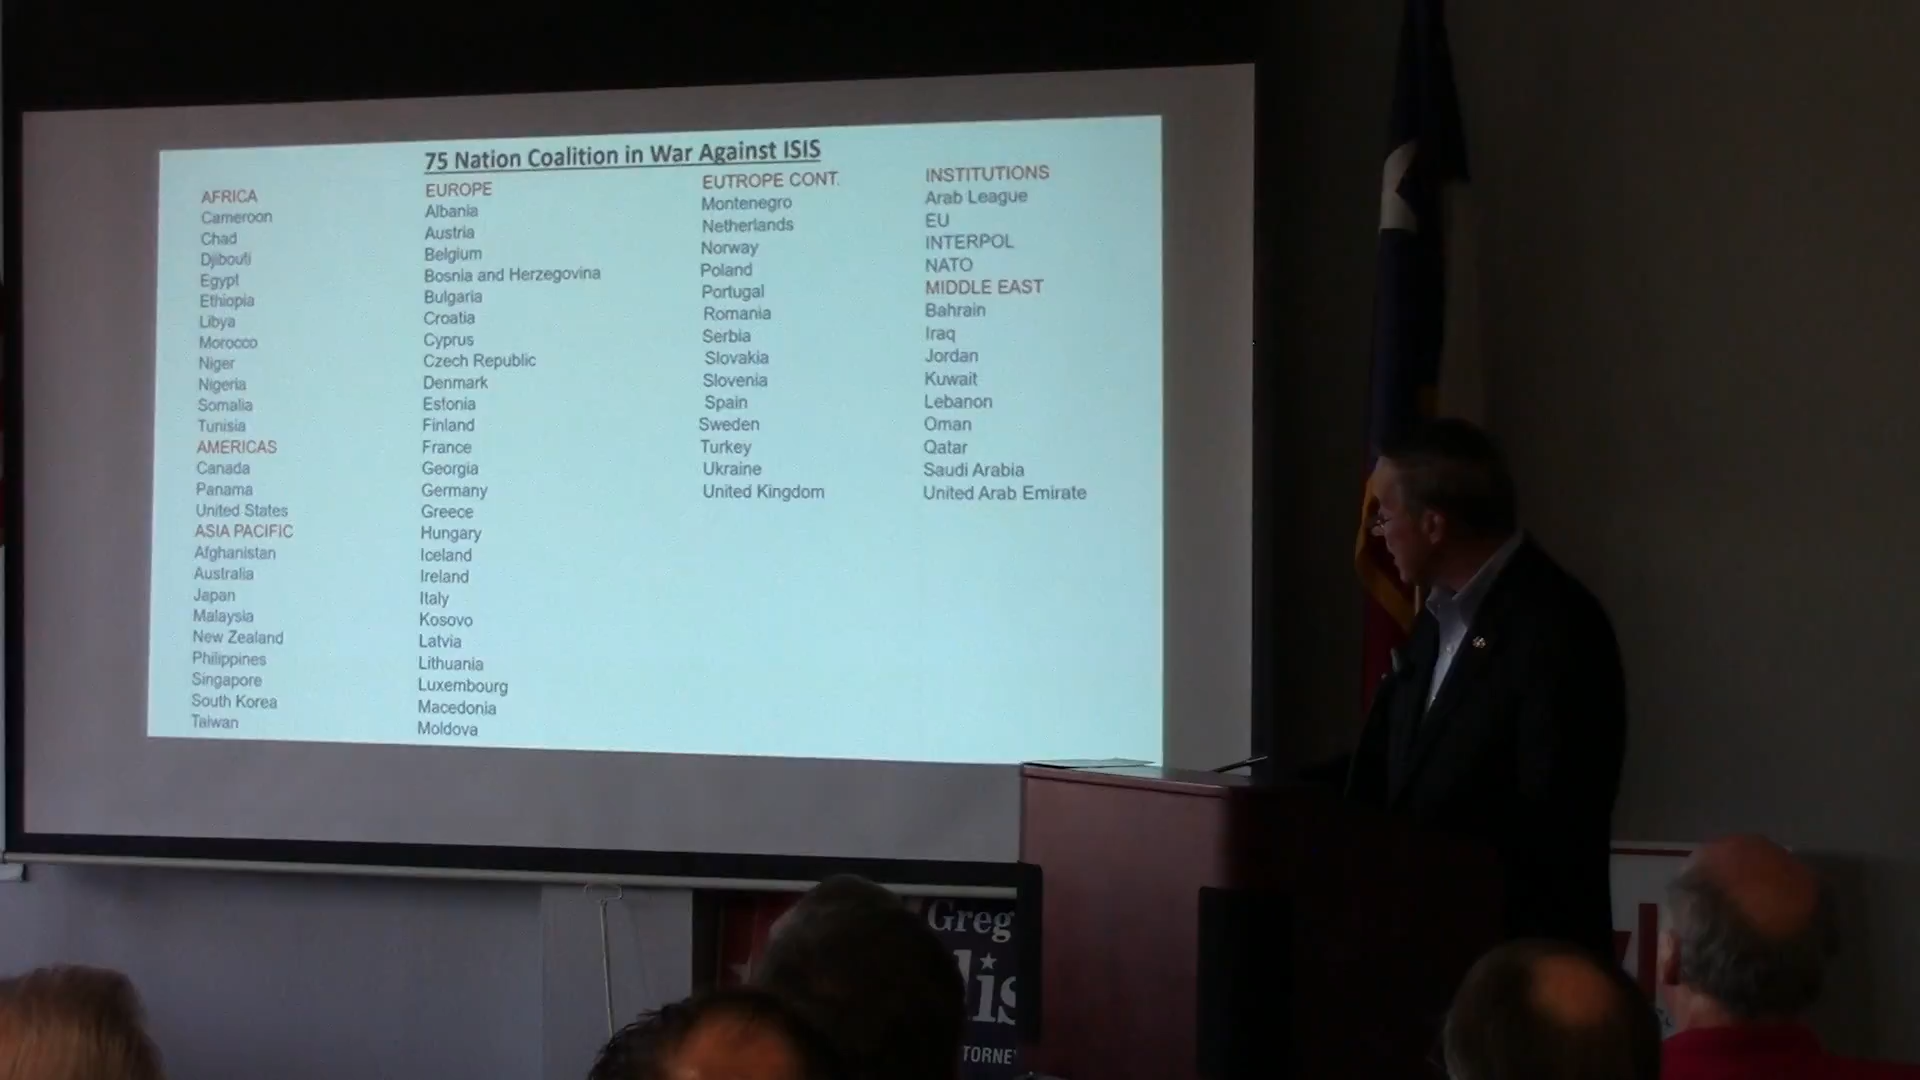 75 Nation Coalition in War Against ISIS
AFRICA
Cameroon
Chad
Djibouti
Egypt
Ethiopia
Libya
Morocco
Niger
Nigeria
Somalia
Tunisia
AMERICAS
Canada
Panama
United States
ASIA PACIFIC
Afghanistan
Australia
Japan
Malaysia
New Zealand
Philippines
Singapore
South Korea
Taiwan
EUROPE
Albania
Austria
Belgium
Bosnia and Herzegovina
Bulgaria
Croatia
Cyprus
Czech Republic
Denmark
Estonia
Finland
France
Georgia
Germany
Greece
Hungary
Iceland
Ireland
Italy
Kosovo
Latvia
Lithuania
Luxembourg
Macedonia
Moldova
EUTROPE CONT.
Montenegro
Netherlands
Norway
Poland
Portugal
Romania
Serbia
Slovakia
Slovenia
Spain
Sweden
Turkey
Ukraine
United Kingdom
INSTITUTIONS
Arab League
EU
INTERPOL
NATO
MIDDLE EAST
Bahrain
Iraq
Jordan
Kuwait
Lebanon
Oman
Qatar
Saudi Arabia
United Arab Emirate
Greg
lis
TORNE